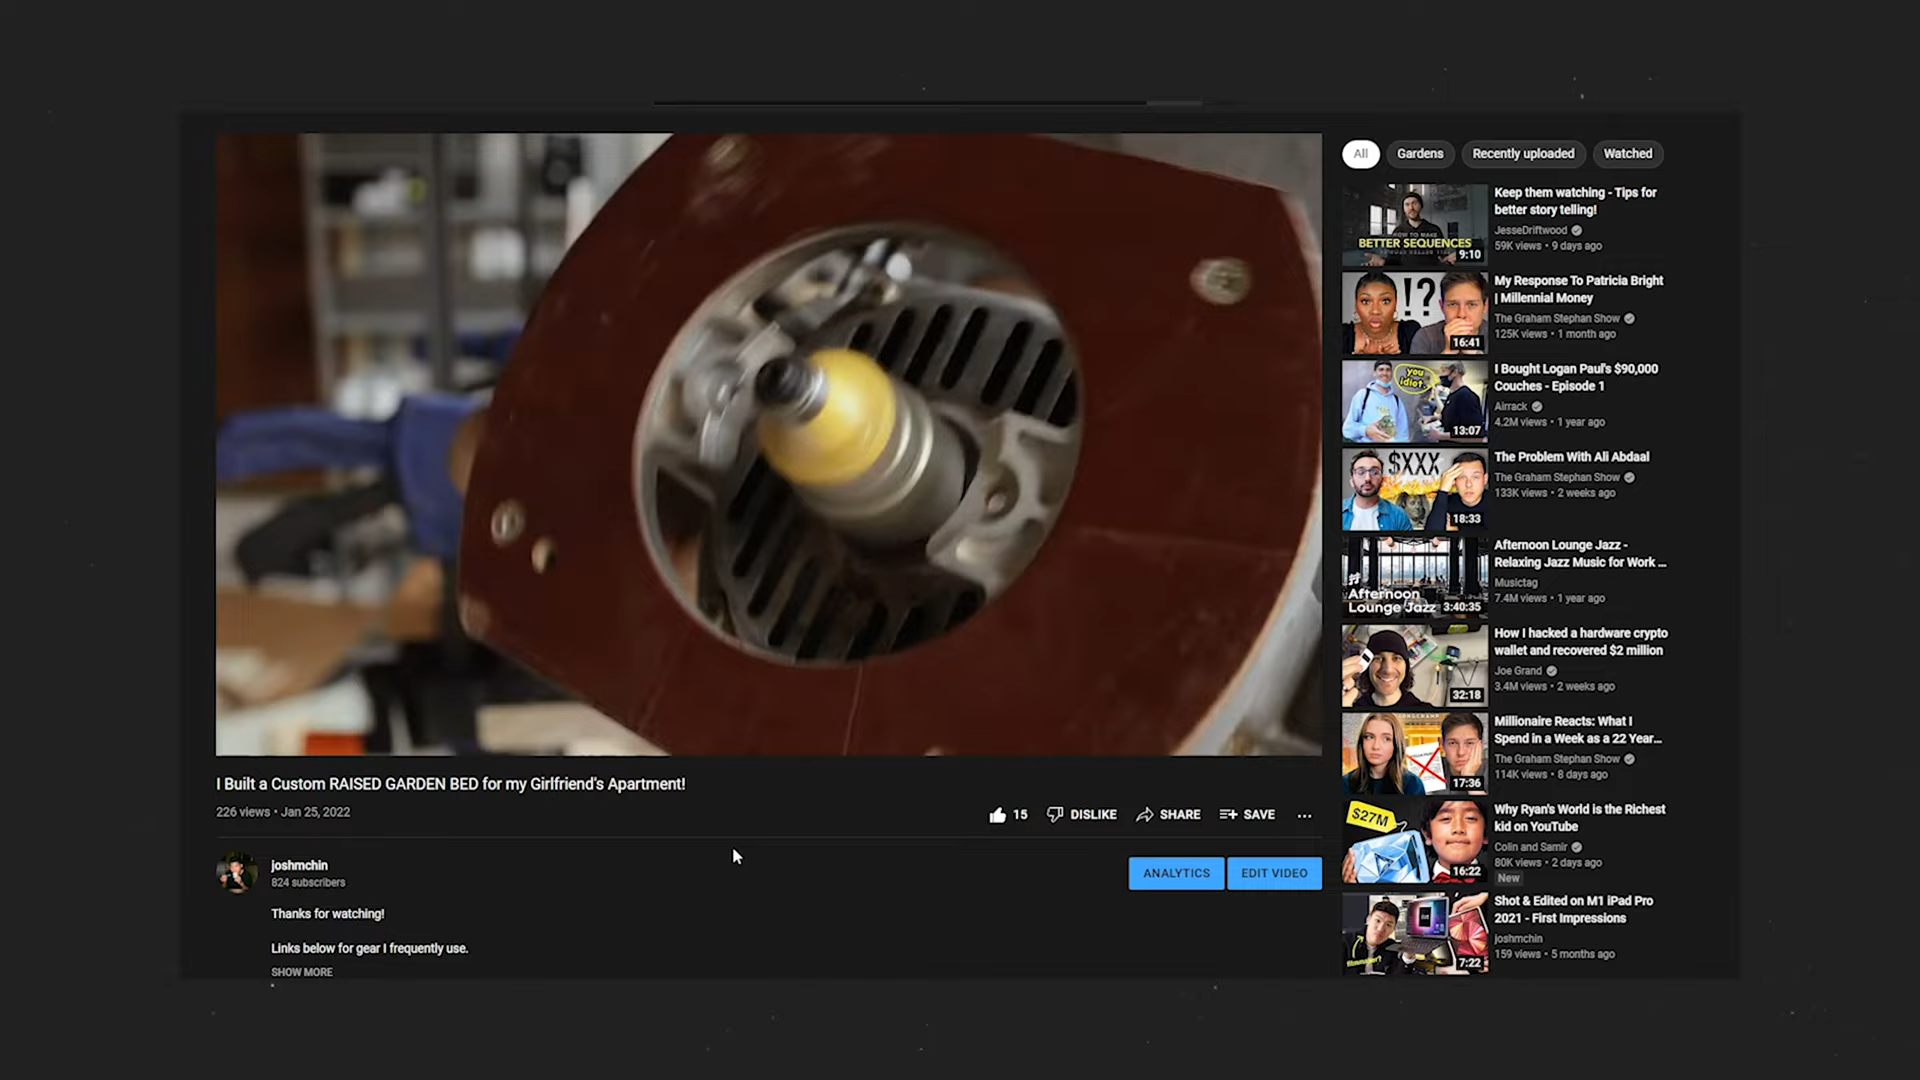 I Built a Custom RAISED GARDEN BED for my Girlfriend's Apartment!
226 views • Jan 25, 2022
15 DISLIKE SHARE SAVE ...
joshmchin
824 subscribers
ANALYTICS EDIT VIDEO
Thanks for watching!
Links below for gear I frequently use.
SHOW MORE
All Gardens Recently uploaded Watched
BETTER SEQUENCES
9:10
Keep them watching - Tips for
better story telling!
JesseDriftwood
59K views • 9 days ago
!?
16:41
My Response To Patricia Bright
| Millennial Money
The Graham Stephan Show
125K views • 1 month ago
you
idiot.
13:07
I Bought Logan Paul's $90,000
Couches - Episode 1
Airrack
4.2M views • 1 year ago
$XXX
18:33
The Problem With Ali Abdaal
The Graham Stephan Show
133K views • 2 weeks ago
Afternoon
Lounge Jazz
3:40:35
Afternoon Lounge Jazz -
Relaxing Jazz Music for Work ...
Musictag
7.4M views • 1 year ago
32:18
How I hacked a hardware crypto
wallet and recovered $2 million
Joe Grand
3.4M views • 2 weeks ago
17:36
Millionaire Reacts: What I
Spend in a Week as a 22 Year...
The Graham Stephan Show
114K views • 8 days ago
$27M
16:22
Why Ryan's World is the Richest
kid on YouTube
Colin and Samir
80K views • 2 days ago
New
7:22
Shot & Edited on M1 iPad Pro
2021 - First Impressions
joshmchin
159 views • 5 months ago